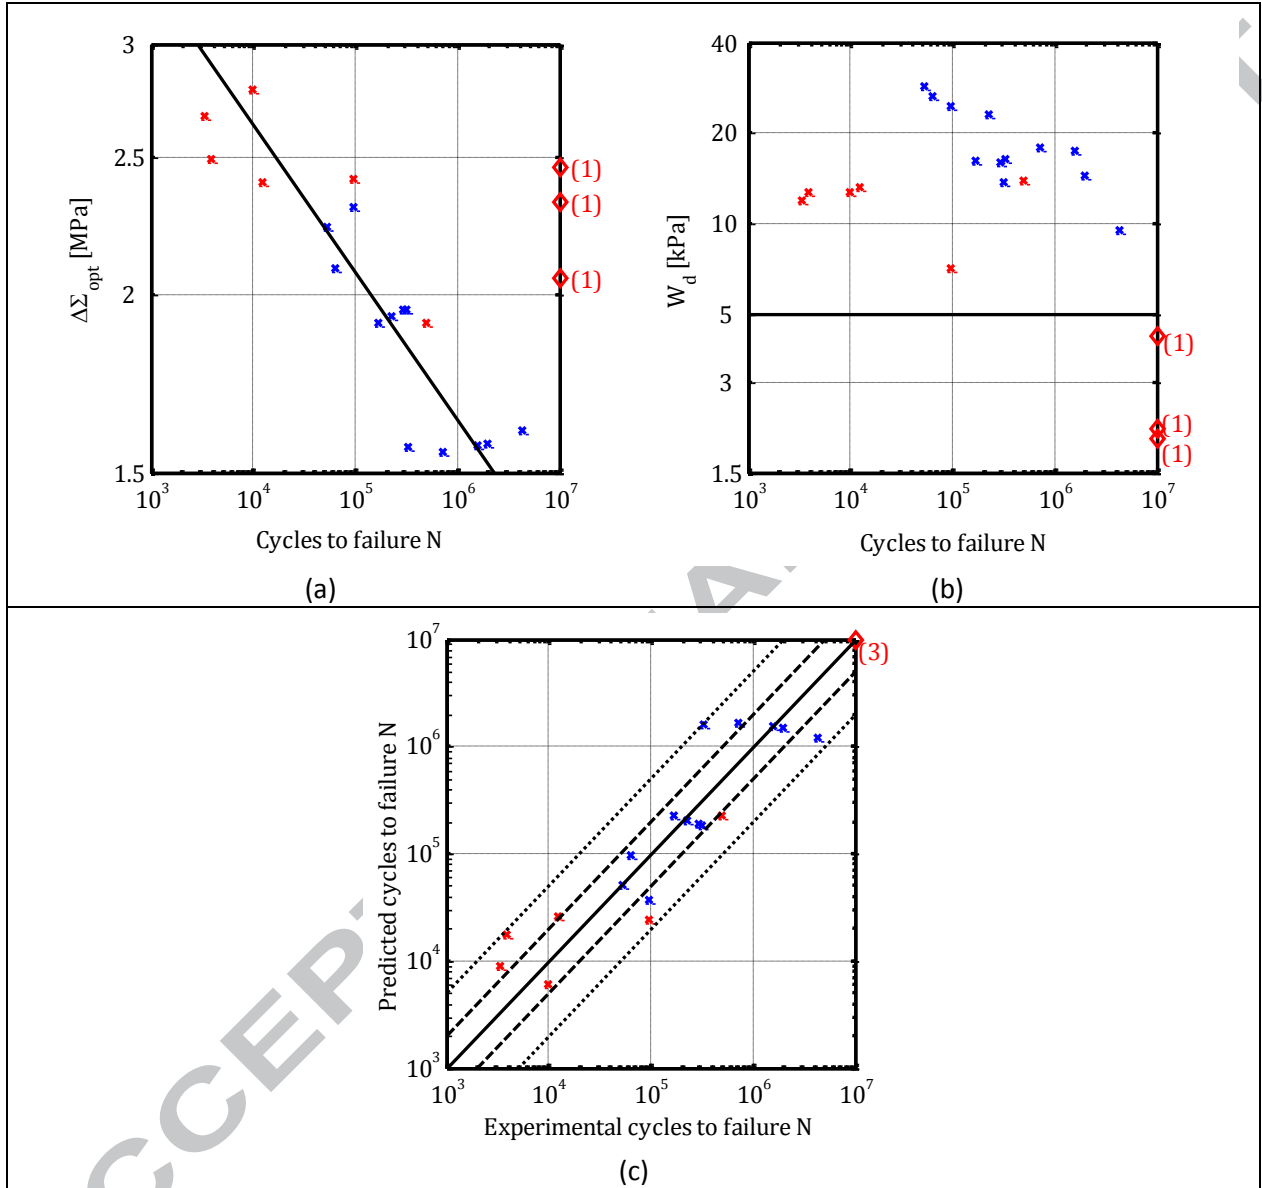 3
2.5
2
1.5
ΔΣopt [MPa]
(1)
(1)
(1)
10^3 10^4 10^5 10^6 10^7
Cycles to failure N
(a)
40
20
10
5
3
1.5
W_d [kPa]
(1)
(1)
(1)
10^3 10^4 10^5 10^6 10^7
Cycles to failure N
(b)
10^7
10^6
10^5
10^4
10^3
Predicted cycles to failure N
(3)
10^3 10^4 10^5 10^6 10^7
Experimental cycles to failure N
(c)
CCEP